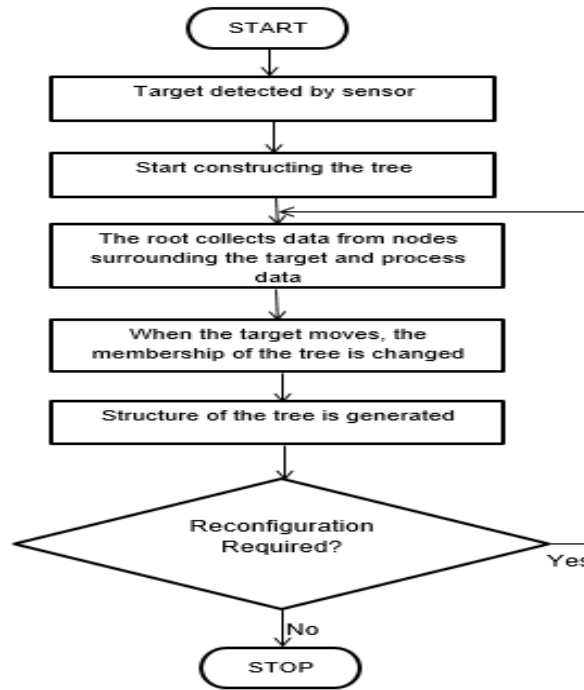 START
Target detected by sensor
Start constructing the tree
The root collects data from nodes
surrounding the target and process
data
When the target moves, the
membership of the tree is changed
Structure of the tree is generated
Reconfiguration
Required?
Yes
No
STOP